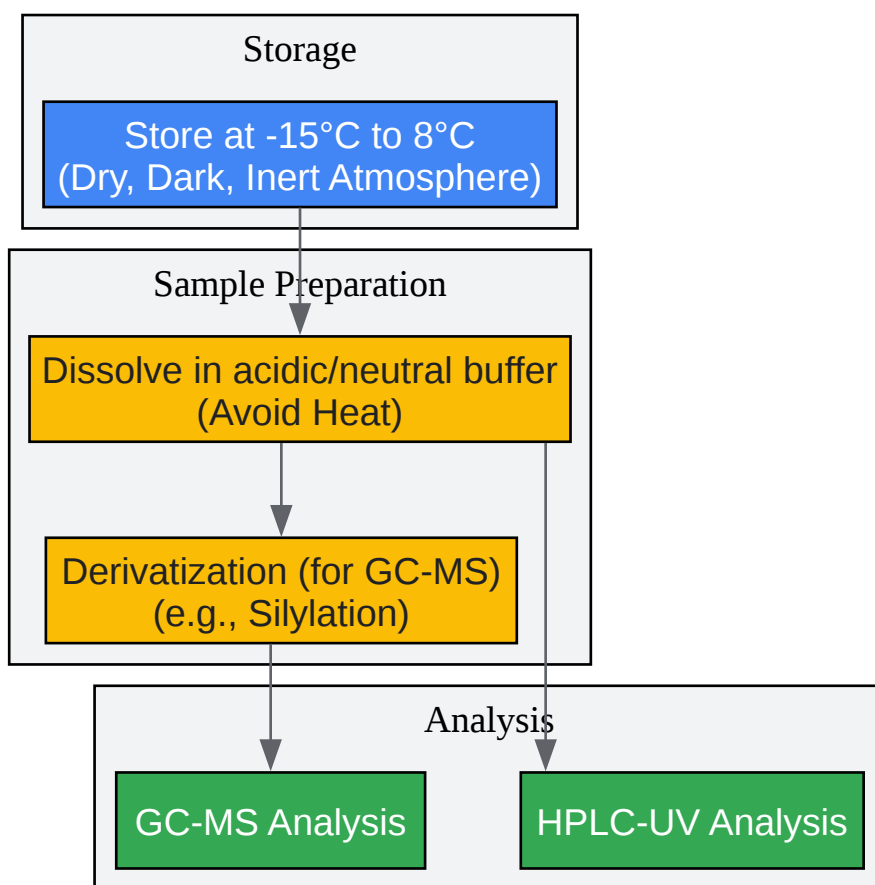 Storage
Store at -15°C to 8°C
(Dry, Dark, Inert Atmosphere)
Sample Preparation
Dissolve in acidic/neutral buffer
(Avoid Heat)
Derivatization (for GC-MS)
(e.g., Silylation)
Analysis
GC-MS Analysis
HPLC-UV Analysis